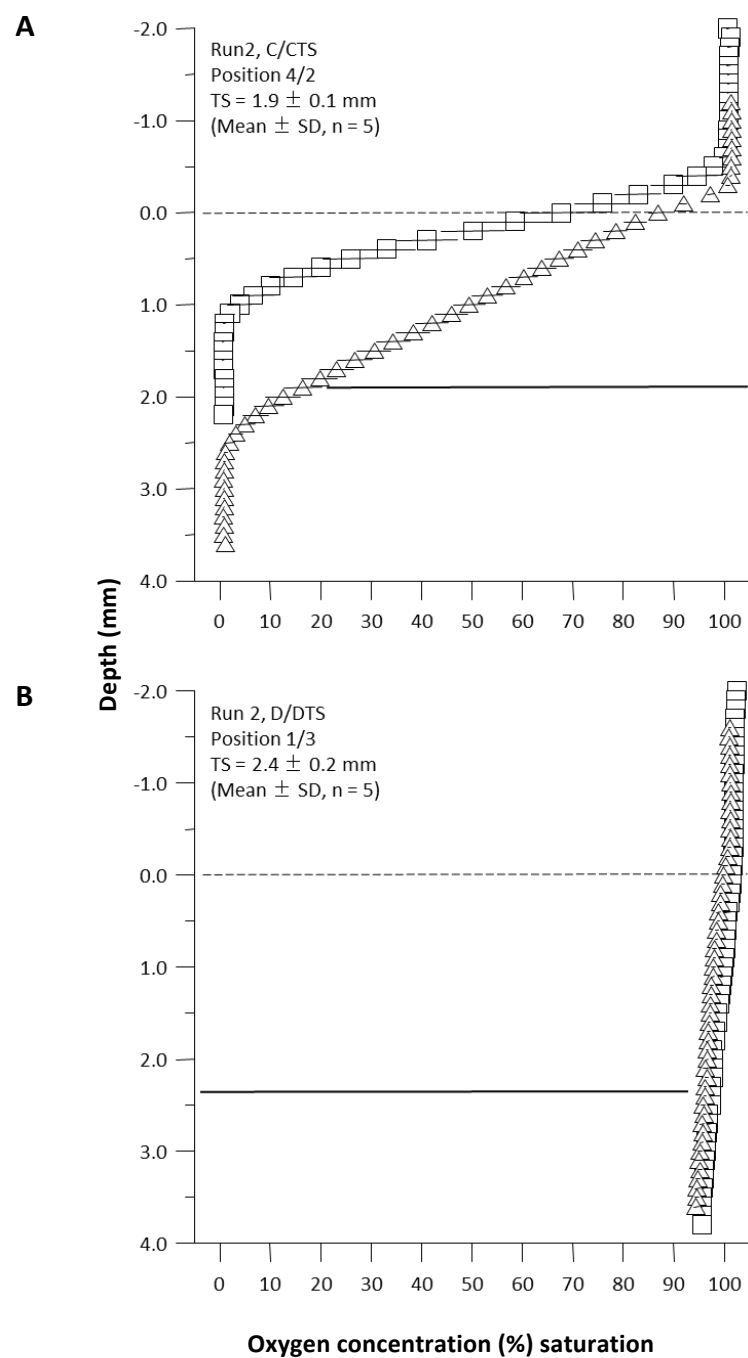 A
-2.0
Run2, C/CTS
Position 4/2
TS = 1.9 ± 0.1 mm
(Mean ± SD, n = 5)
-1.0
0.0
1.0
2.0
3.0
4.0
0 10 20 30 40 50 60 70 80 90 100
Depth (mm)
B
-2.0
Run 2, D/DTS
Position 1/3
TS = 2.4 ± 0.2 mm
(Mean ± SD, n = 5)
-1.0
0.0
1.0
2.0
3.0
4.0
0 10 20 30 40 50 60 70 80 90 100
Oxygen concentration (%) saturation